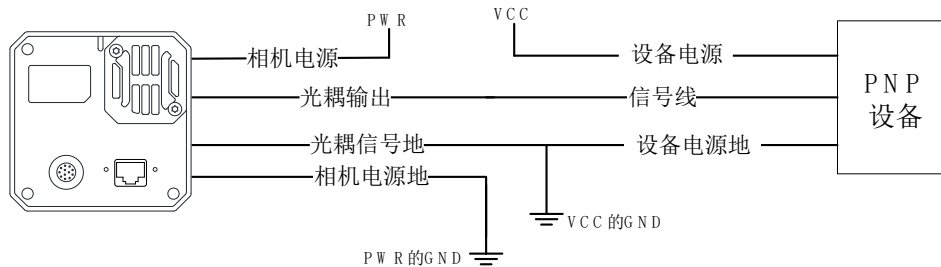 PWR
VCC
相机电源
设备电源
光耦输出
信号线
PNP
设备
光耦信号地
设备电源地
相机电源地
VCC的GND
PWR的GND